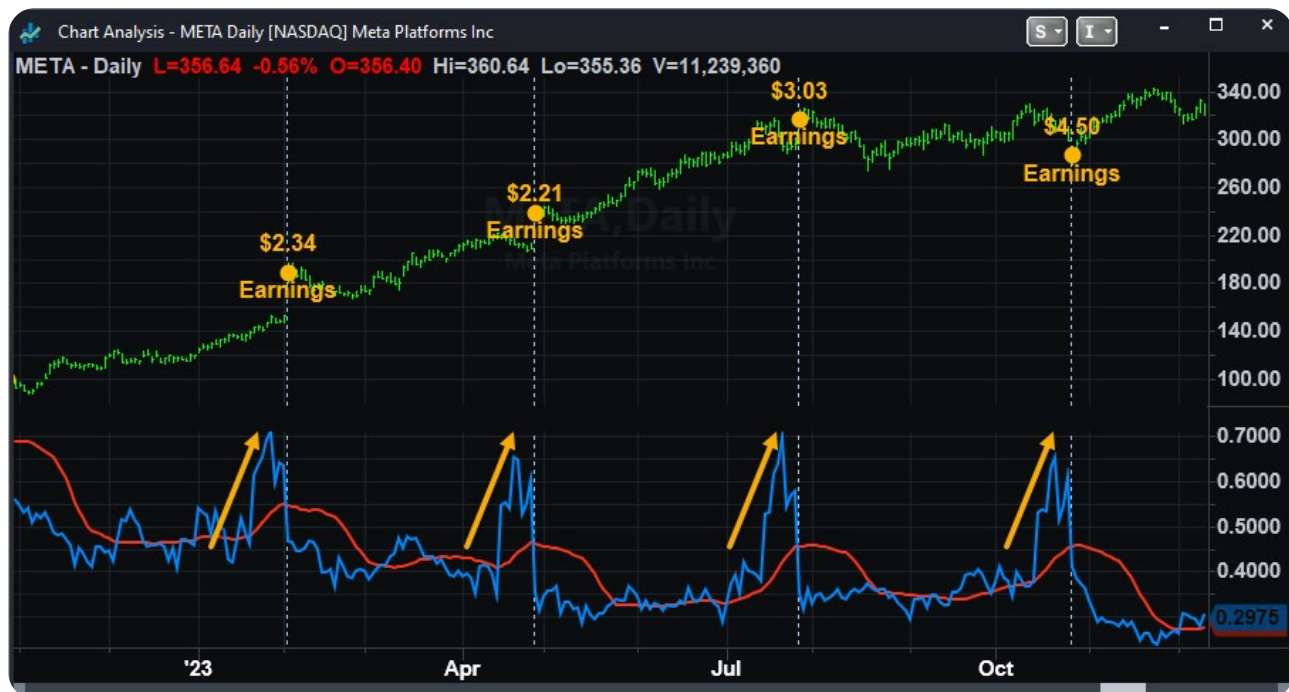 Chart Analysis - META Daily [NASDAQ] Meta Platforms Inc
S
I
META - Daily L=356.64 -0.56% O=356.40 Hi=360.64 Lo=355.36 V=11,239,360
$3.03
Earnings
$4.50
Earnings
$2.21
Earnings
$2.34
Earnings
META,Daily
Meta Platforms Inc
340.00
300.00
260.00
220.00
180.00
140.00
100.00
0.7000
0.6000
0.5000
0.4000
0.2975
'23 Apr Jul Oct